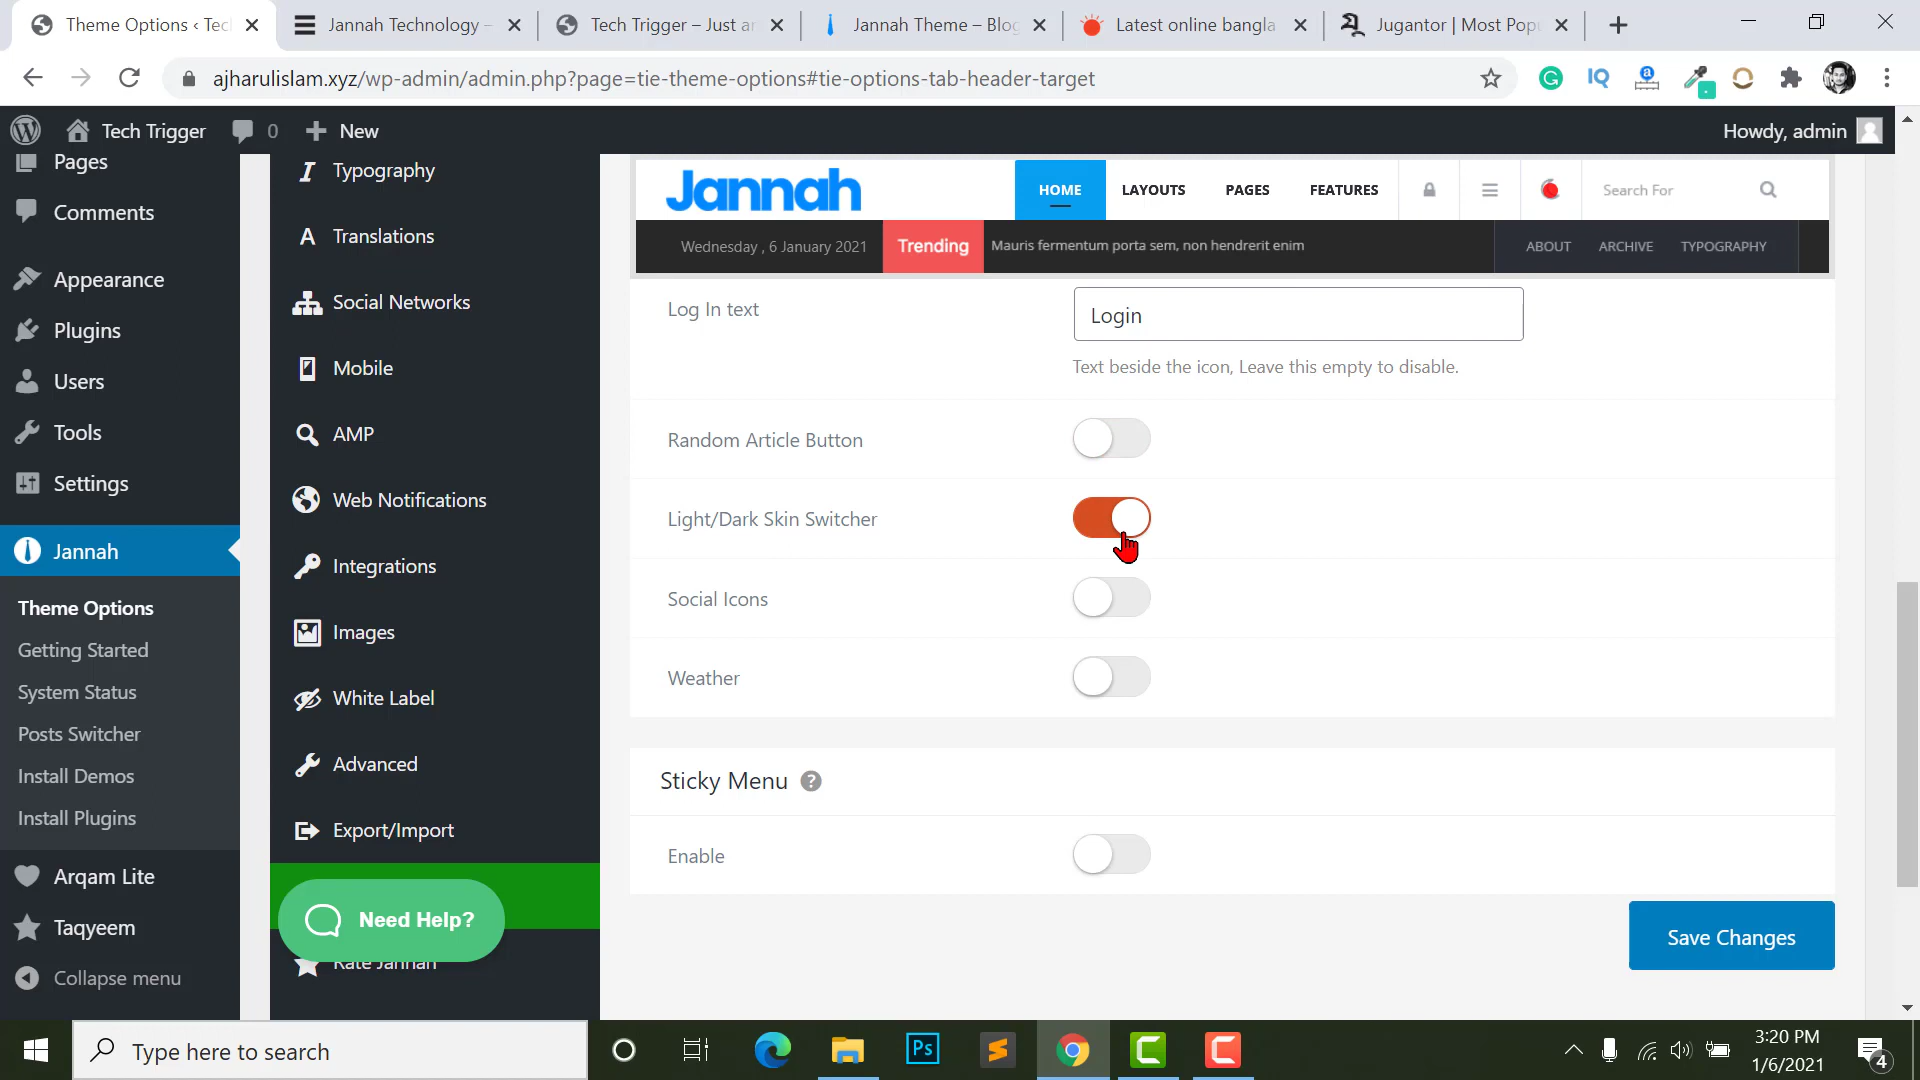 Theme Options ‹ Tec
Jannah Technology –
Tech Trigger – Just a
Jannah Theme – Blog
Latest online bangla
Jugantor | Most Pop
ajharulislam.xyz/wp-admin/admin.php?page=tie-theme-options#tie-options-tab-header-target
Tech Trigger
0
New
Howdy, admin
Pages
Comments
Appearance
Plugins
Users
Tools
Settings
Jannah
Theme Options
Getting Started
System Status
Posts Switcher
Install Demos
Install Plugins
Arqam Lite
Taqyeem
Collapse menu
Typography
Translations
Social Networks
Mobile
AMP
Web Notifications
Integrations
Images
White Label
Advanced
Export/Import
Need Help?
Rate Jannah
Jannah
HOME
LAYOUTS
PAGES
FEATURES
Search For
Wednesday , 6 January 2021
Trending
Mauris fermentum porta sem, non hendrerit enim
ABOUT
ARCHIVE
TYPOGRAPHY
Log In text
Login
Text beside the icon, Leave this empty to disable.
Random Article Button
Light/Dark Skin Switcher
Social Icons
Weather
Sticky Menu
Enable
Save Changes
Type here to search
Ps
3:20 PM
1/6/2021
4